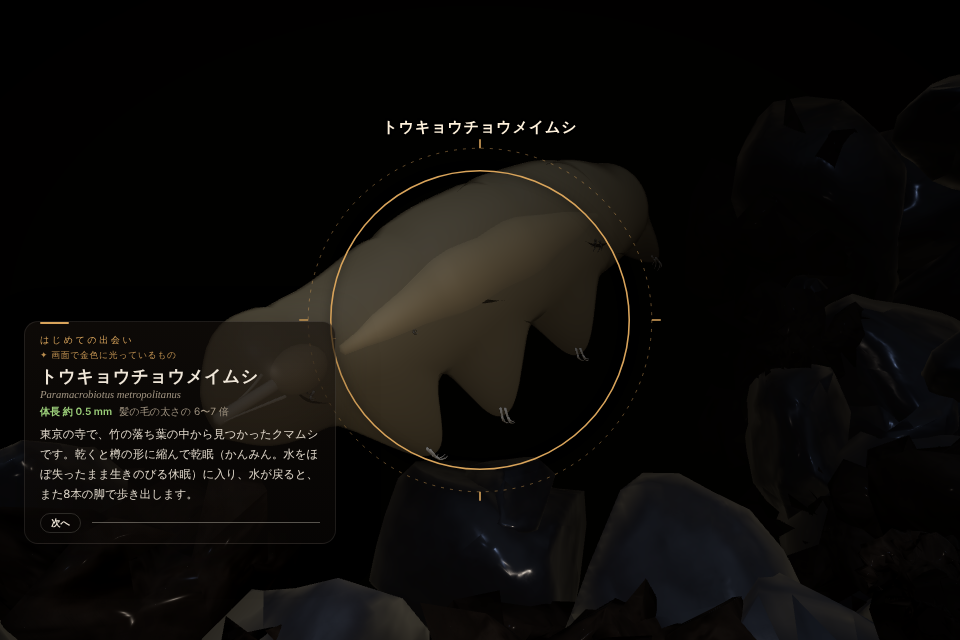 トウキョウチョウメイムシ
はじめての出会い
✦ 画面で金色に光っているもの
トウキョウチョウメイムシ
Paramacrobiotus metropolitanus
体長 約 0.5 mm 髪の毛の太さの 6〜7 倍
東京の寺で、竹の落ち葉の中から見つかったクマムシ
です。乾くと樽の形に縮んで乾眠（かんみん。水をほ
ぼ失ったまま生きのびる休眠）に入り、水が戻ると、
また8本の脚で歩き出します。
次へ